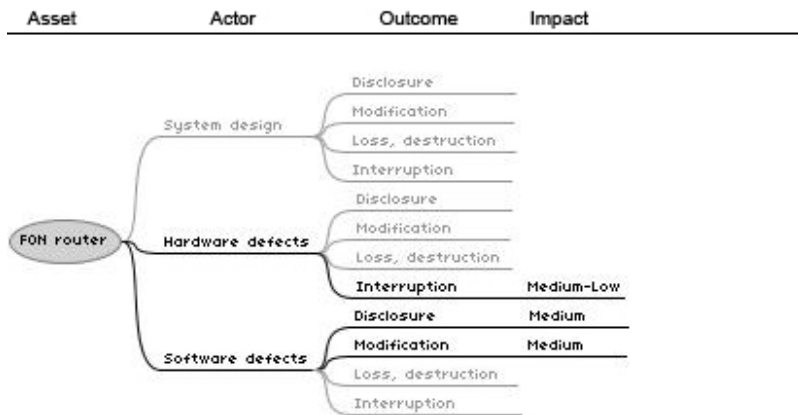 Asset Actor Outcome Impact
Disclosure
Modification
System design
Loss, destruction
Interruption
Disclosure
Modification
FON router
Hardware defects
Loss, destruction
Interruption Medium-Low
Disclosure Medium
Modification Medium
Software defects
Loss, destruction
Interruption